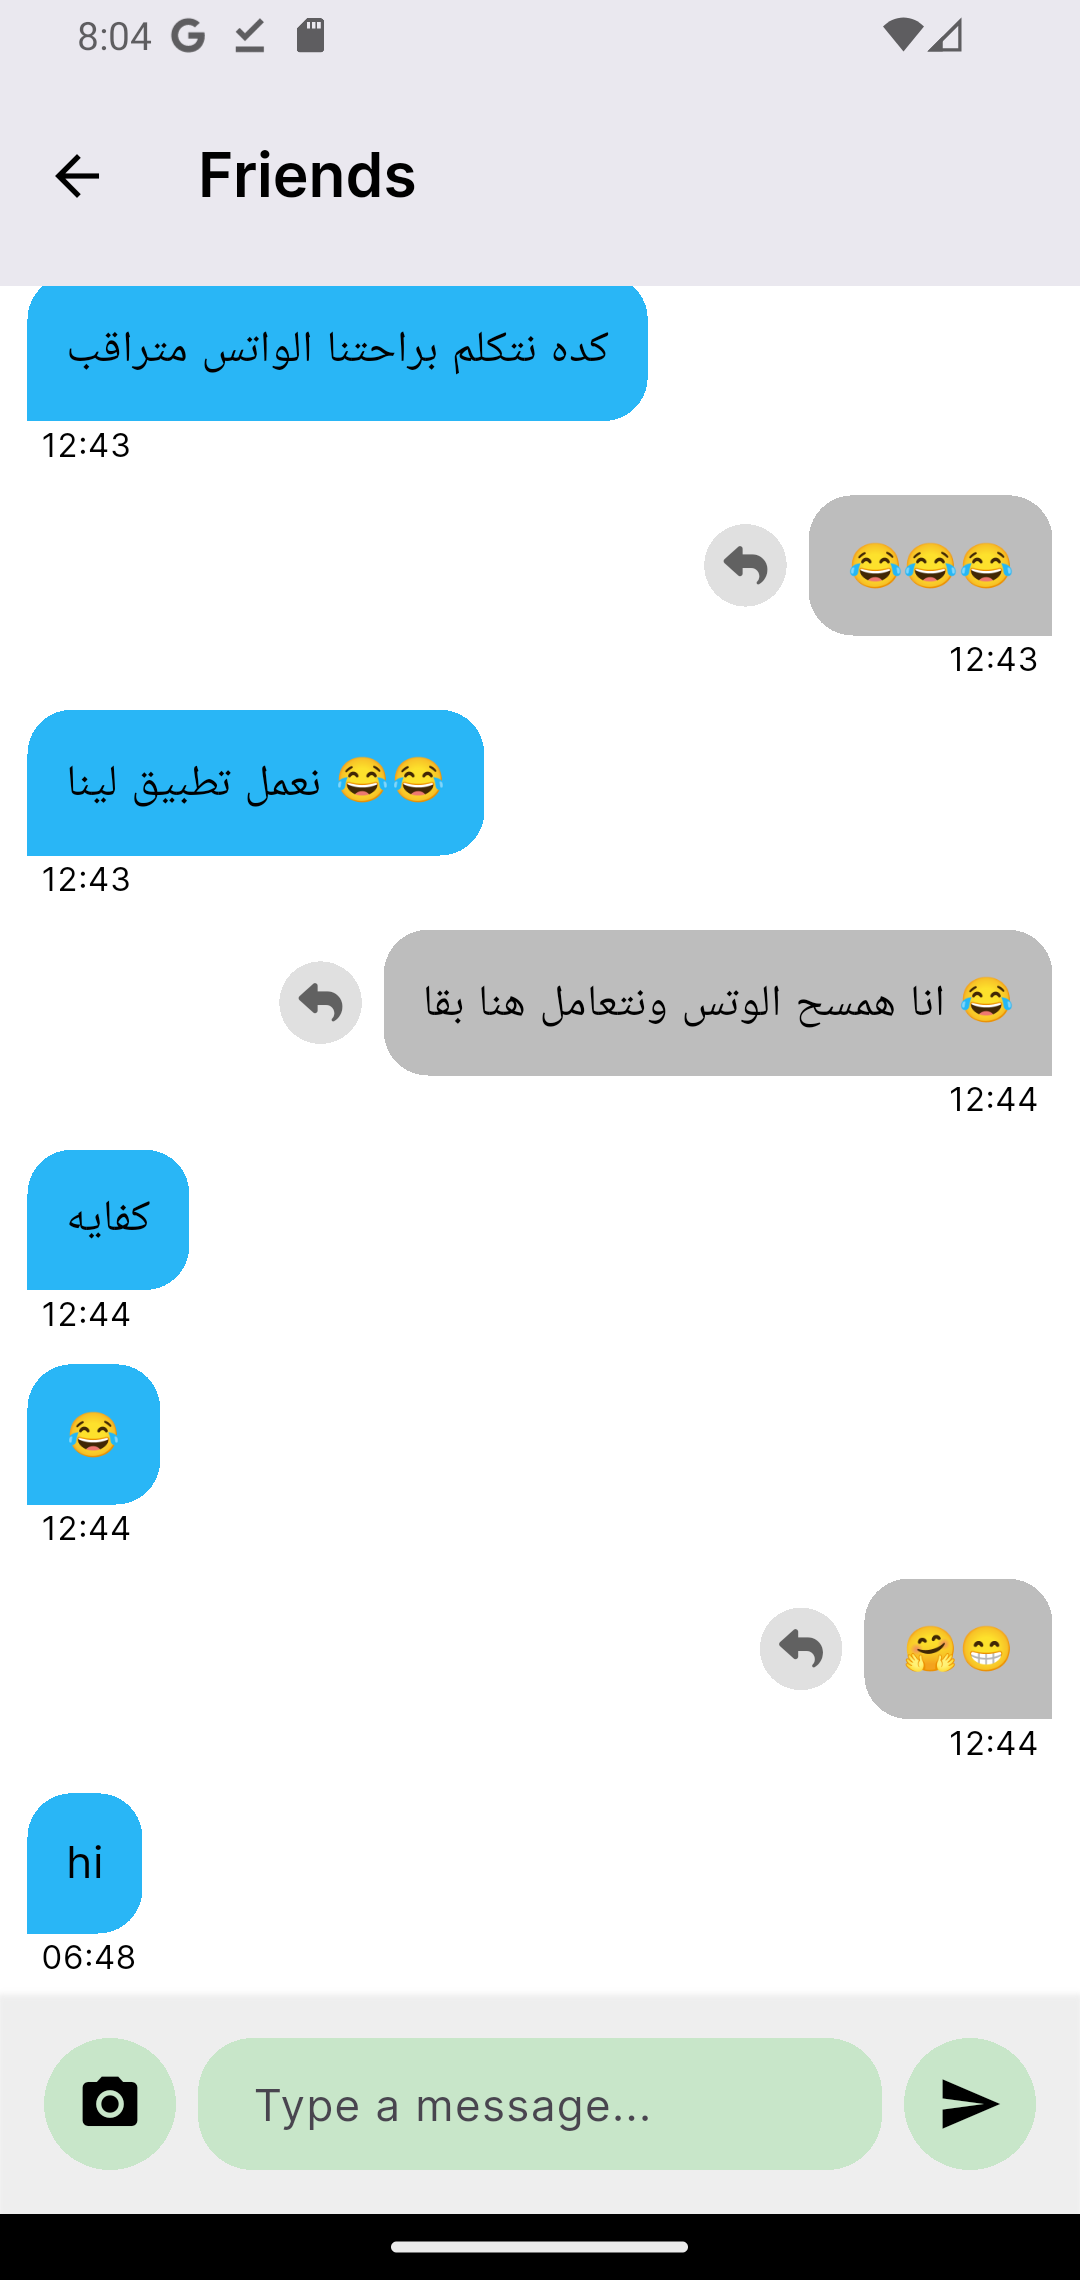 8:04
Friends
كده نتكلم براحتنا الواتس متراقب
12:43
😂😂😂
12:43
😂😂 نعمل تطبيق لينا
12:43
😂 انا همسح الوتس ونتعامل هنا بقا
12:44
كفايه
12:44
😂
12:44
🤗😁
12:44
hi
06:48
Type a message...